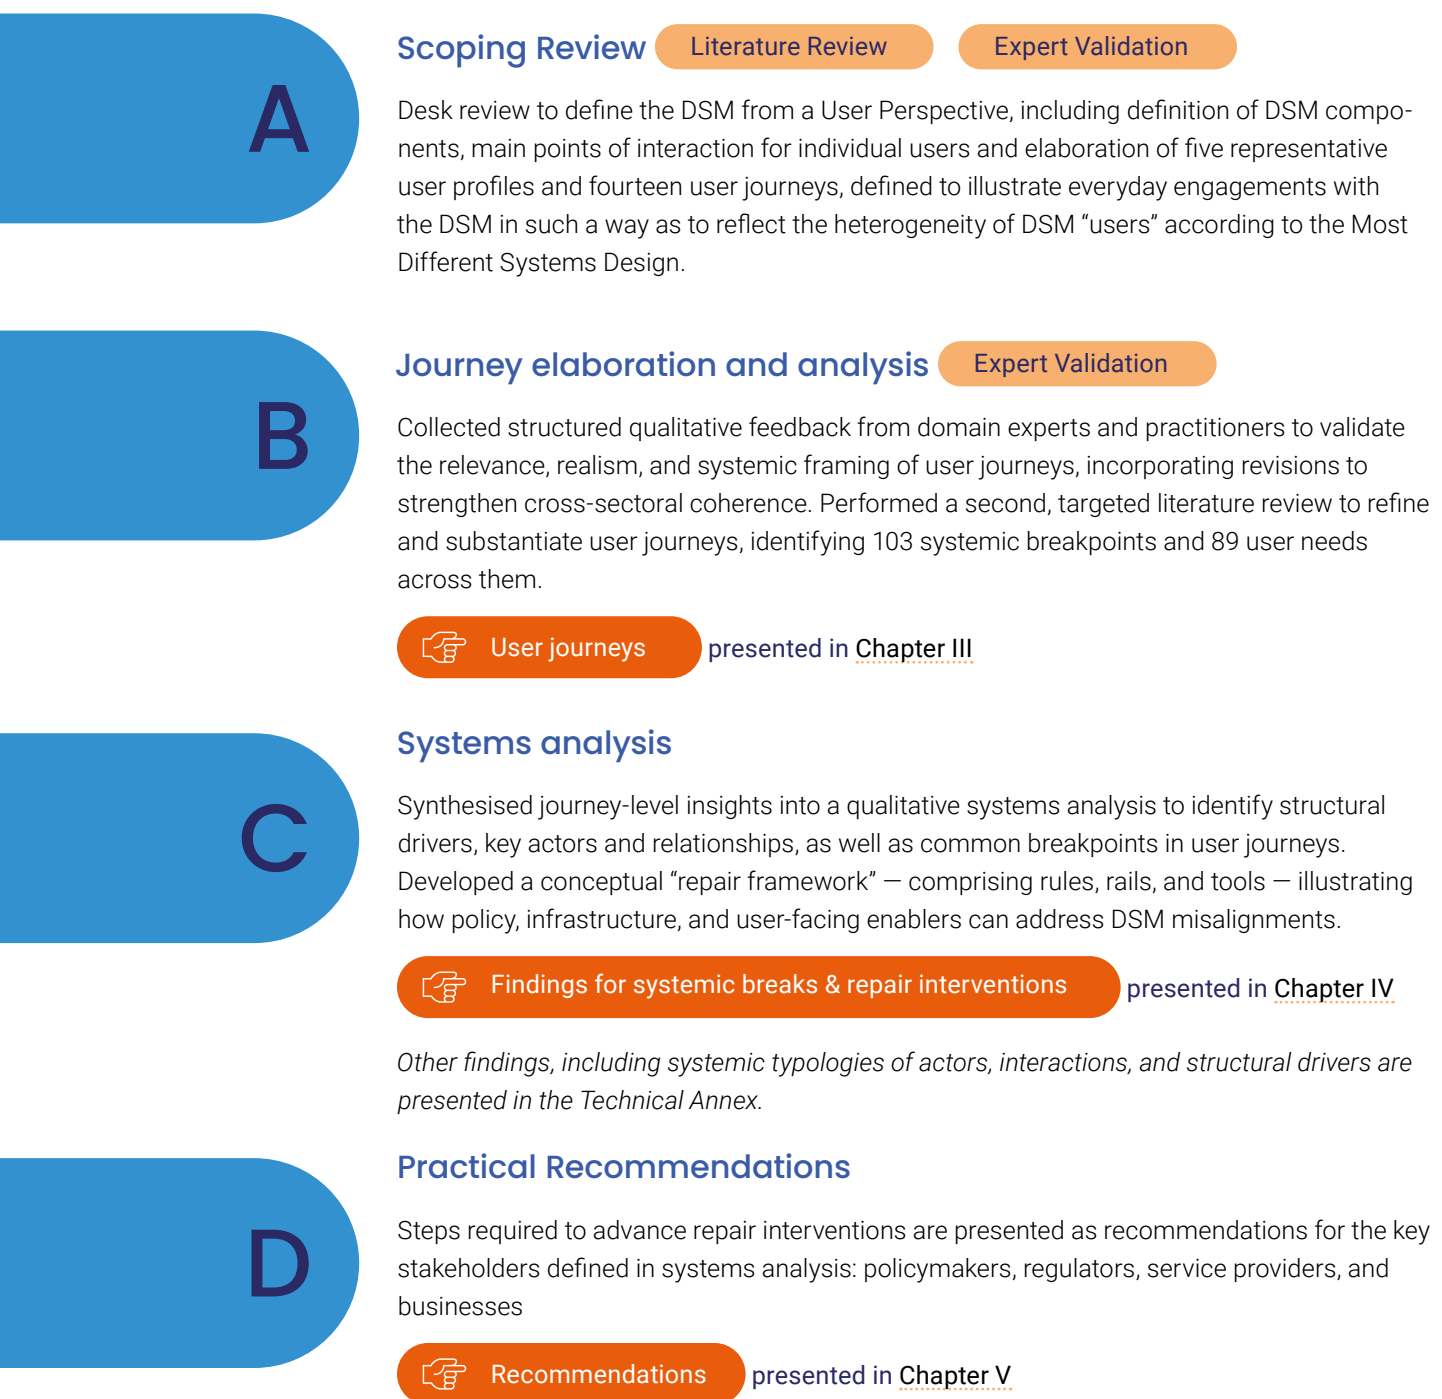 A
Scoping Review Literature Review Expert Validation
Desk review to define the DSM from a User Perspective, including definition of DSM compo-
nents, main points of interaction for individual users and elaboration of five representative
user profiles and fourteen user journeys, defined to illustrate everyday engagements with
the DSM in such a way as to reflect the heterogeneity of DSM “users” according to the Most
Different Systems Design.
B
Journey elaboration and analysis Expert Validation
Collected structured qualitative feedback from domain experts and practitioners to validate
the relevance, realism, and systemic framing of user journeys, incorporating revisions to
strengthen cross-sectoral coherence. Performed a second, targeted literature review to refine
and substantiate user journeys, identifying 103 systemic breakpoints and 89 user needs
across them.
User journeys presented in Chapter III
C
Systems analysis
Synthesised journey-level insights into a qualitative systems analysis to identify structural
drivers, key actors and relationships, as well as common breakpoints in user journeys.
Developed a conceptual “repair framework” — comprising rules, rails, and tools — illustrating
how policy, infrastructure, and user-facing enablers can address DSM misalignments.
Findings for systemic breaks & repair interventions presented in Chapter IV
Other findings, including systemic typologies of actors, interactions, and structural drivers are
presented in the Technical Annex.
D
Practical Recommendations
Steps required to advance repair interventions are presented as recommendations for the key
stakeholders defined in systems analysis: policymakers, regulators, service providers, and
businesses
Recommendations presented in Chapter V